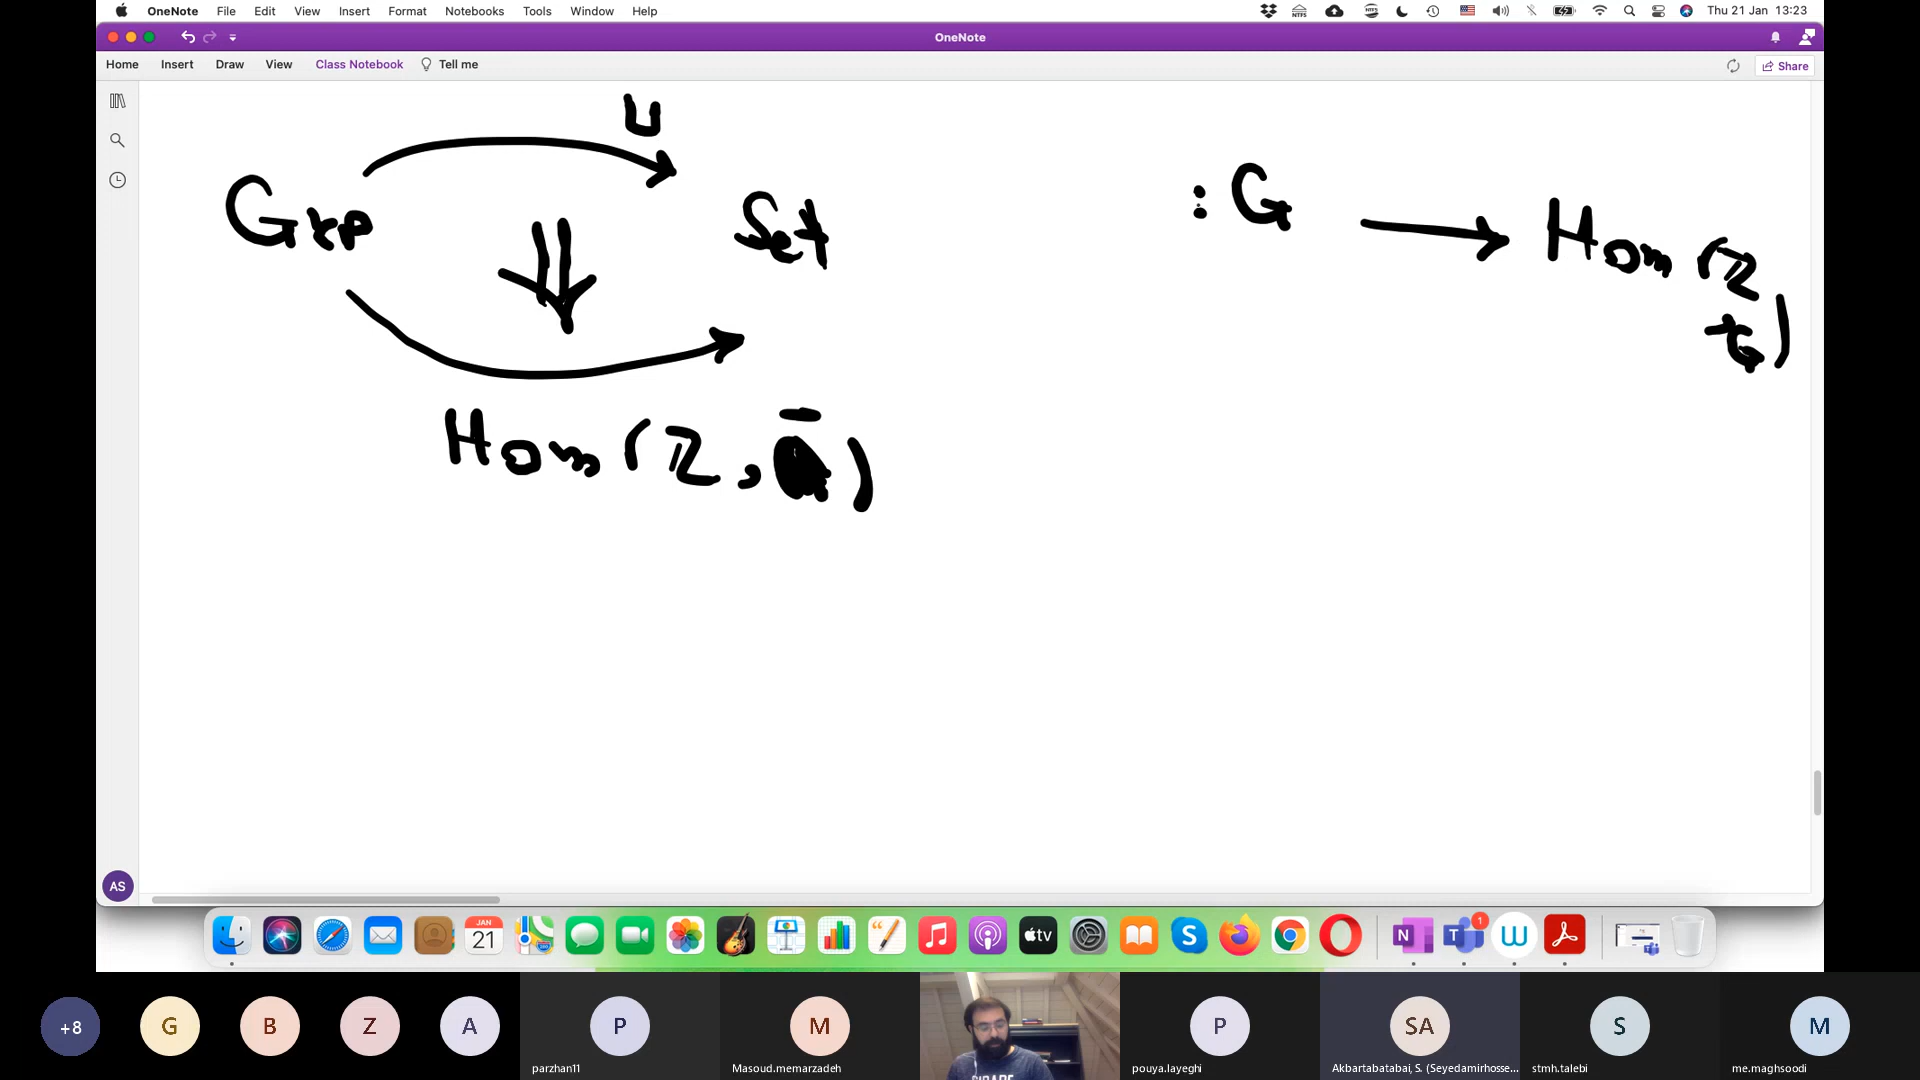 OneNote File Edit View Insert Format Notebooks Tools Window Help Thu 21 Jan 13:23
OneNote
Home Insert Draw View Class Notebook Tell me Share
U
Grp Set : G → Hom(ℤ
G)
Hom(ℤ, -)
AS
JAN
21
tv
N T 1
+8 G B Z A P M P SA S M
parzhan11 Masoud.memarzadeh pouya.layeghi Akbartabatabai, S. (Seyedamirhosse... stmh.talebi me.maghsoodi